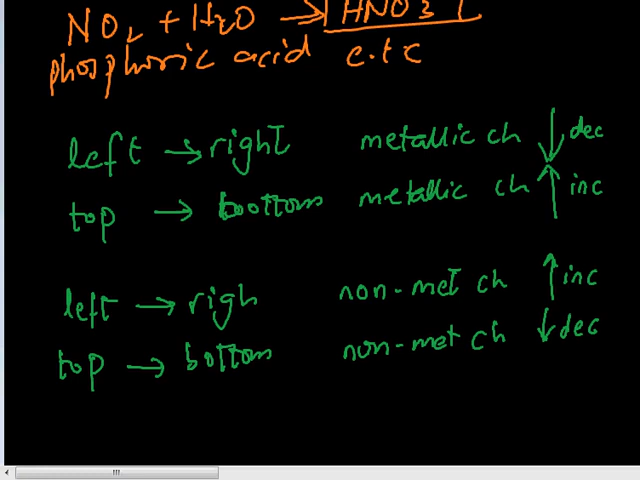 NO2 + H2O → HNO3
phosphoric acid e.t.c
left → right metallic ch ↓ dec
top → bootom metallic ch ↑ inc
left → righ non-met ch ↑ inc
top → bottom non-met ch ↓ dec